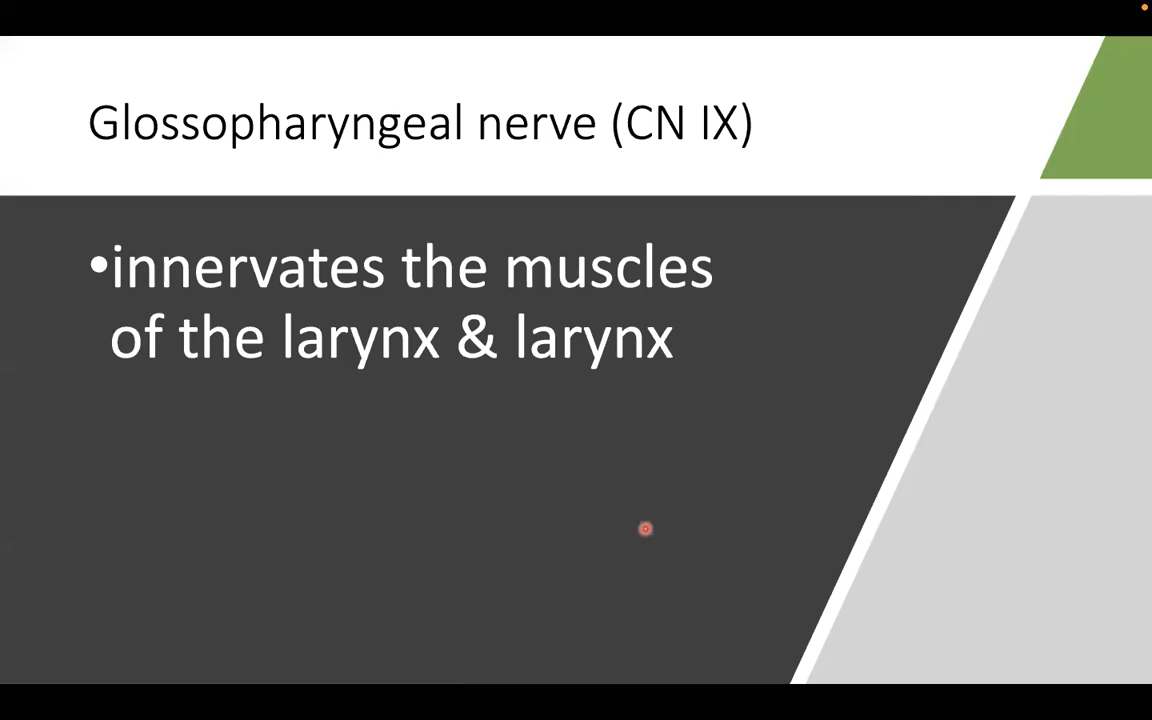 Glossopharyngeal nerve (CN IX)
•innervates the muscles
of the larynx & larynx